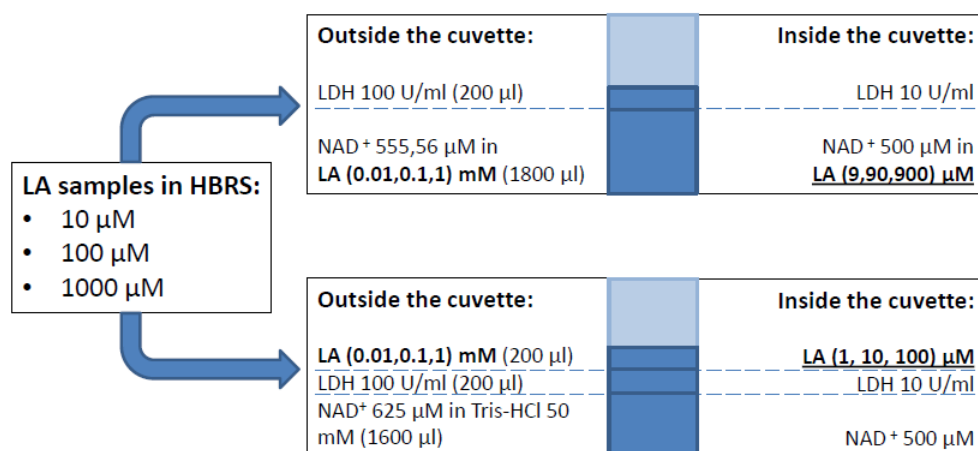 LA samples in HBRS:
• 10 µM
• 100 µM
• 1000 µM
Outside the cuvette:
Inside the cuvette:
LDH 100 U/ml (200 µl)
LDH 10 U/ml
NAD⁺ 555,56 µM in
NAD⁺ 500 µM in
LA (0.01,0.1,1) mM (1800 µl)
LA (9,90,900) µM
Outside the cuvette:
Inside the cuvette:
LA (0.01,0.1,1) mM (200 µl)
LA (1, 10, 100) µM
LDH 100 U/ml (200 µl)
LDH 10 U/ml
NAD⁺ 625 µM in Tris-HCl 50
mM (1600 µl)
NAD⁺ 500 µM